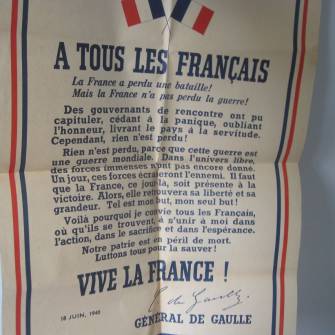 A TOUS LES FRANÇAIS
La France a perdu une bataille!
Mais la France n'a pas perdu la guerre!
Des gouvernants de rencontre ont pu
capituler, cédant à la panique, oubliant
l'honneur, livrant le pays à la servitude.
Cependant, rien n'est perdu!
Rien n'est perdu, parce que cette guerre est
une guerre mondiale. Dans l'univers libre,
des forces immenses n'ont pas encore donné.
Un jour, ces forces écraseront l'ennemi. Il faut
que la France, ce jour-là, soit présente à la
victoire. Alors, elle retrouvera sa liberté et sa
grandeur. Tel est mon but, mon seul but!
Voilà pourquoi je convie tous les Français,
où qu'ils se trouvent, à s'unir à moi dans
l'action, dans le sacrifice et dans l'espérance.
Notre patrie est en péril de mort.
Luttons tous pour la sauver!
VIVE LA FRANCE !
C. de Gaulle
18 JUIN, 1940
GÉNÉRAL DE GAULLE